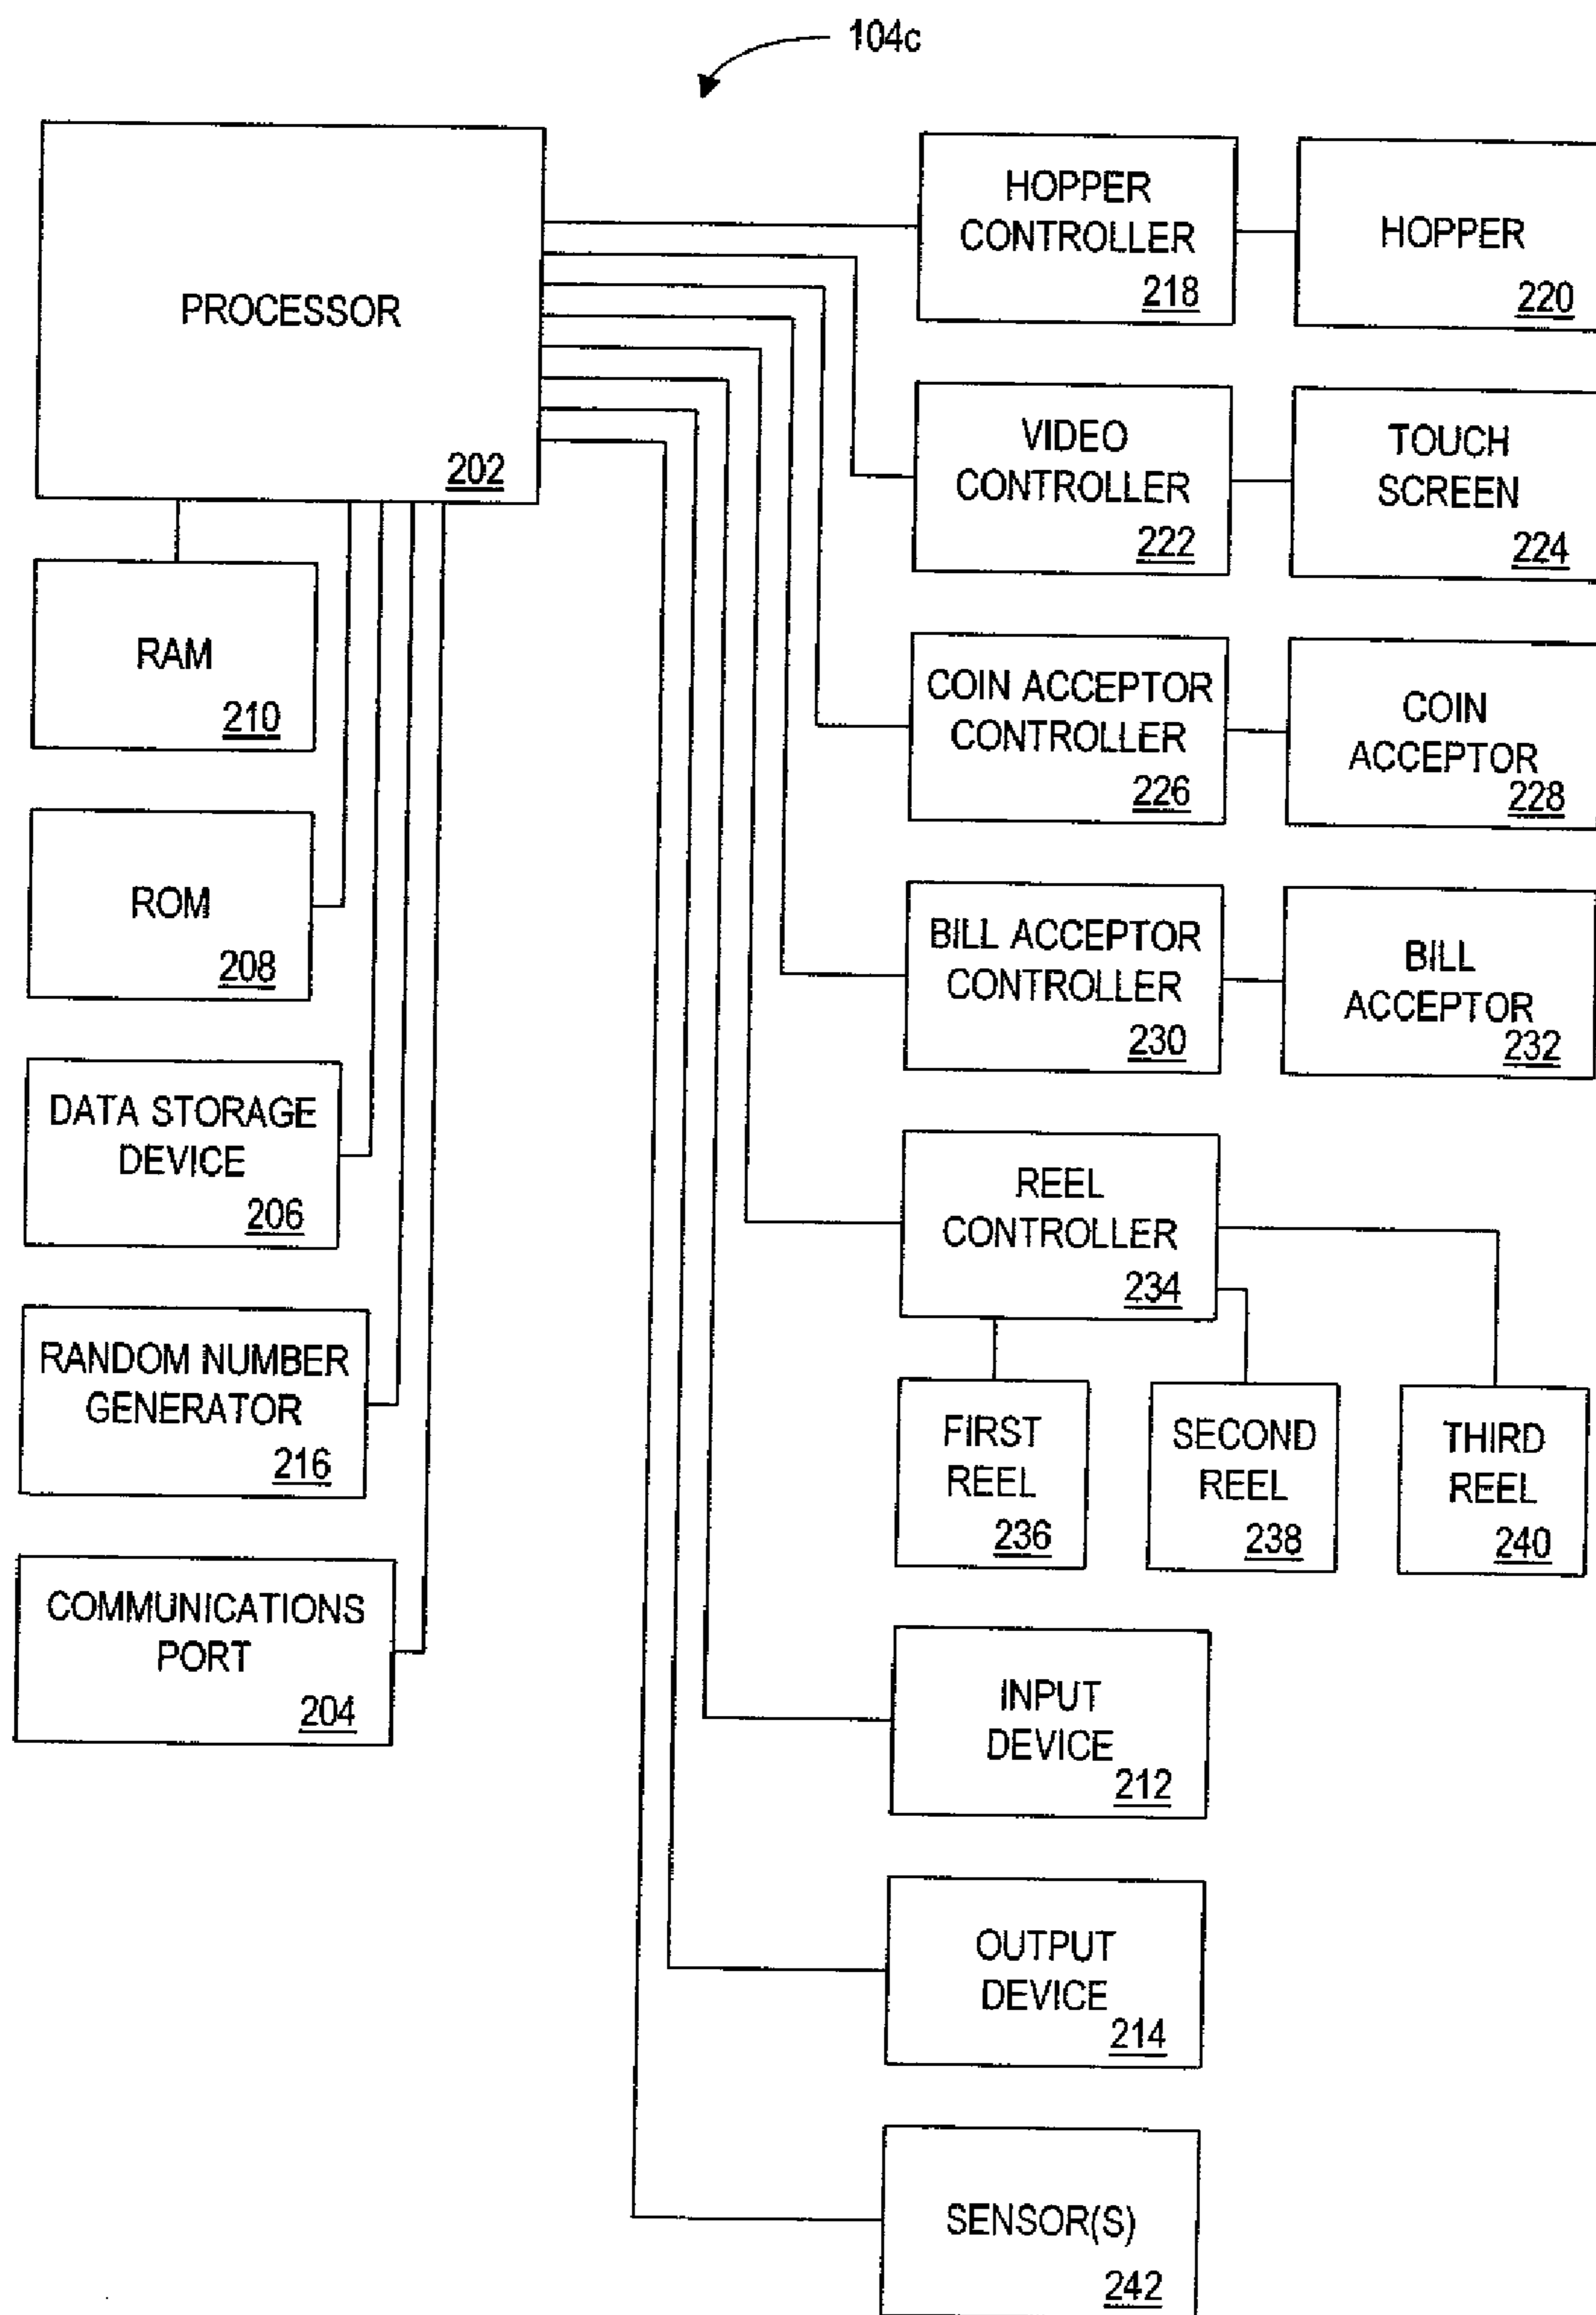 104c
PROCESSOR
202
HOPPER
CONTROLLER
218
HOPPER
220
VIDEO
CONTROLLER
222
TOUCH
SCREEN
224
RAM
210
COIN ACCEPTOR
CONTROLLER
226
COIN
ACCEPTOR
228
ROM
208
BILL ACCEPTOR
CONTROLLER
230
BILL
ACCEPTOR
232
DATA STORAGE
DEVICE
206
REEL
CONTROLLER
234
RANDOM NUMBER
GENERATOR
216
FIRST
REEL
236
SECOND
REEL
238
THIRD
REEL
240
COMMUNICATIONS
PORT
204
INPUT
DEVICE
212
OUTPUT
DEVICE
214
SENSOR(S)
242